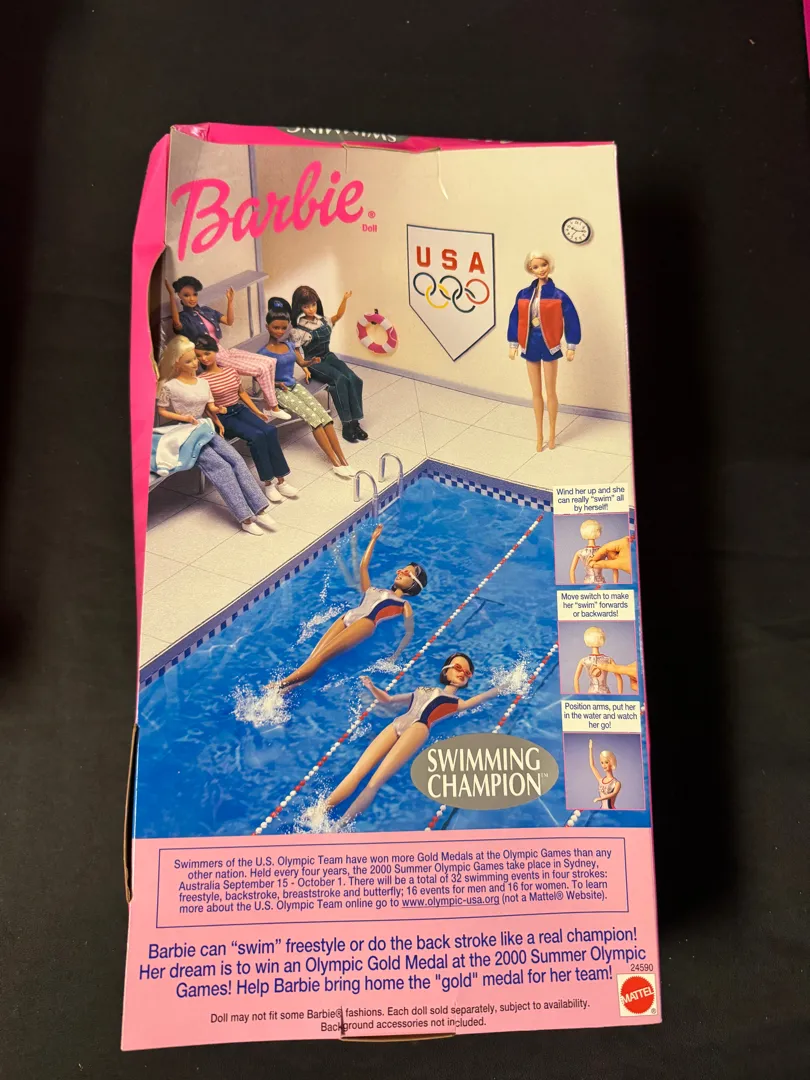 SWIMMING
Barbie®
Doll
USA
Wind her up and she
can really "swim" all
by herself!
Move switch to make
her "swim" forwards
or backwards!
Position arms, put her
in the water and watch
her go!
SWIMMING
CHAMPION™
Swimmers of the U.S. Olympic Team have won more Gold Medals at the Olympic Games than any
other nation. Held every four years, the 2000 Summer Olympic Games take place in Sydney,
Australia September 15 - October 1. There will be a total of 32 swimming events in four strokes:
freestyle, backstroke, breaststroke and butterfly; 16 events for men and 16 for women. To learn
more about the U.S. Olympic Team online go to www.olympic-usa.org (not a Mattel® Website).
Barbie can "swim" freestyle or do the back stroke like a real champion!
Her dream is to win an Olympic Gold Medal at the 2000 Summer Olympic
Games! Help Barbie bring home the "gold" medal for her team!
24590
MATTEL®
Doll may not fit some Barbie® fashions. Each doll sold separately, subject to availability.
Background accessories not included.